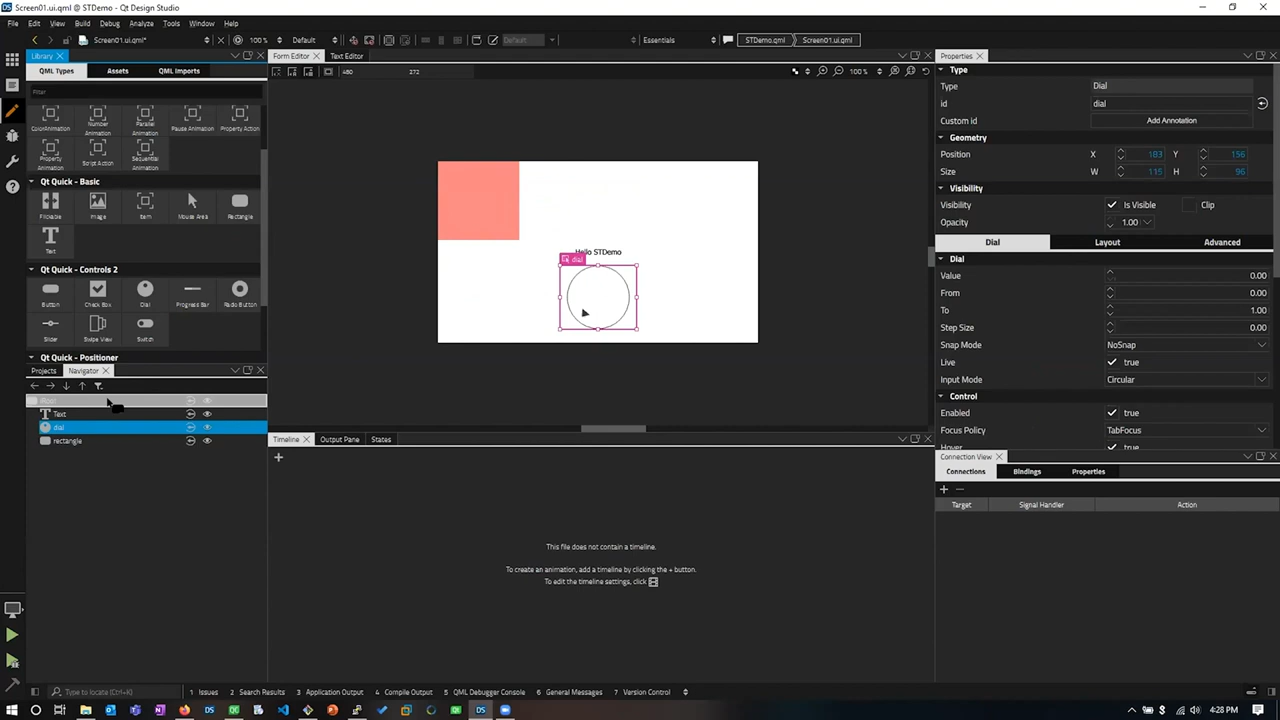 Screen01.ui.qml @ STDemo - Qt Design Studio
File Edit View Build Debug Analyze Tools Window Help
Screen01.ui.qml* 100 % Default Default Essentials STDemo.qml Screen01.ui.qml
Library Form Editor Text Editor Properties
QML Types Assets QML Imports 480 272 100 %
Filter
ColorAnimation Number Animation Parallel Animation Pause Animation Property Action
Property Animation Script Action Sequential Animation
Qt Quick - Basic
Flickable Image Item Mouse Area Rectangle
Text
Qt Quick - Controls 2
Button Check Box Dial Progress Bar Radio Button
Slider Swipe View Switch
Qt Quick - Positioner
Projects Navigator
Text
dial
rectangle
Hello STDemo
dial
Timeline Output Pane States
This file does not contain a timeline.
To create an animation, add a timeline by clicking the + button.
To edit the timeline settings, click
Type
Type Dial
id dial
Custom id Add Annotation
Geometry
Position X 183 Y 156
Size W 115 H 96
Visibility
Visibility Is Visible Clip
Opacity 1.00
Dial Layout Advanced
Dial
Value 0.00
From 0.00
To 1.00
Step Size 0.00
Snap Mode NoSnap
Live true
Input Mode Circular
Control
Enabled true
Focus Policy TabFocus
Hover true
Connection View
Connections Bindings Properties
Target Signal Handler Action
Type to locate (Ctrl+K) 1 Issues 2 Search Results 3 Application Output 4 Compile Output 5 QML Debugger Console 6 General Messages 7 Version Control
4:28 PM